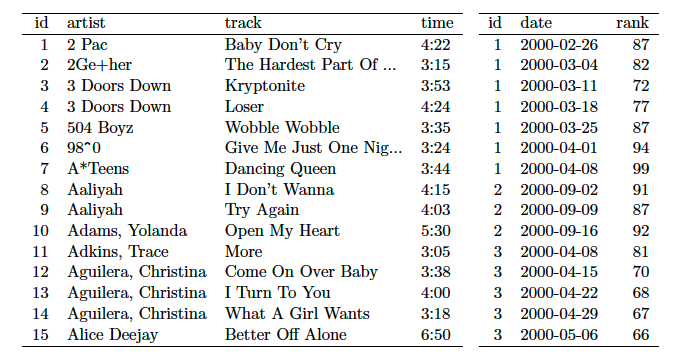 id artist track time id date rank
1 2 Pac Baby Don't Cry 4:22 1 2000-02-26 87
2 2Ge+her The Hardest Part Of ... 3:15 1 2000-03-04 82
3 3 Doors Down Kryptonite 3:53 1 2000-03-11 72
4 3 Doors Down Loser 4:24 1 2000-03-18 77
5 504 Boyz Wobble Wobble 3:35 1 2000-03-25 87
6 98^0 Give Me Just One Nig... 3:24 1 2000-04-01 94
7 A*Teens Dancing Queen 3:44 1 2000-04-08 99
8 Aaliyah I Don't Wanna 4:15 2 2000-09-02 91
9 Aaliyah Try Again 4:03 2 2000-09-09 87
10 Adams, Yolanda Open My Heart 5:30 2 2000-09-16 92
11 Adkins, Trace More 3:05 3 2000-04-08 81
12 Aguilera, Christina Come On Over Baby 3:38 3 2000-04-15 70
13 Aguilera, Christina I Turn To You 4:00 3 2000-04-22 68
14 Aguilera, Christina What A Girl Wants 3:18 3 2000-04-29 67
15 Alice Deejay Better Off Alone 6:50 3 2000-05-06 66